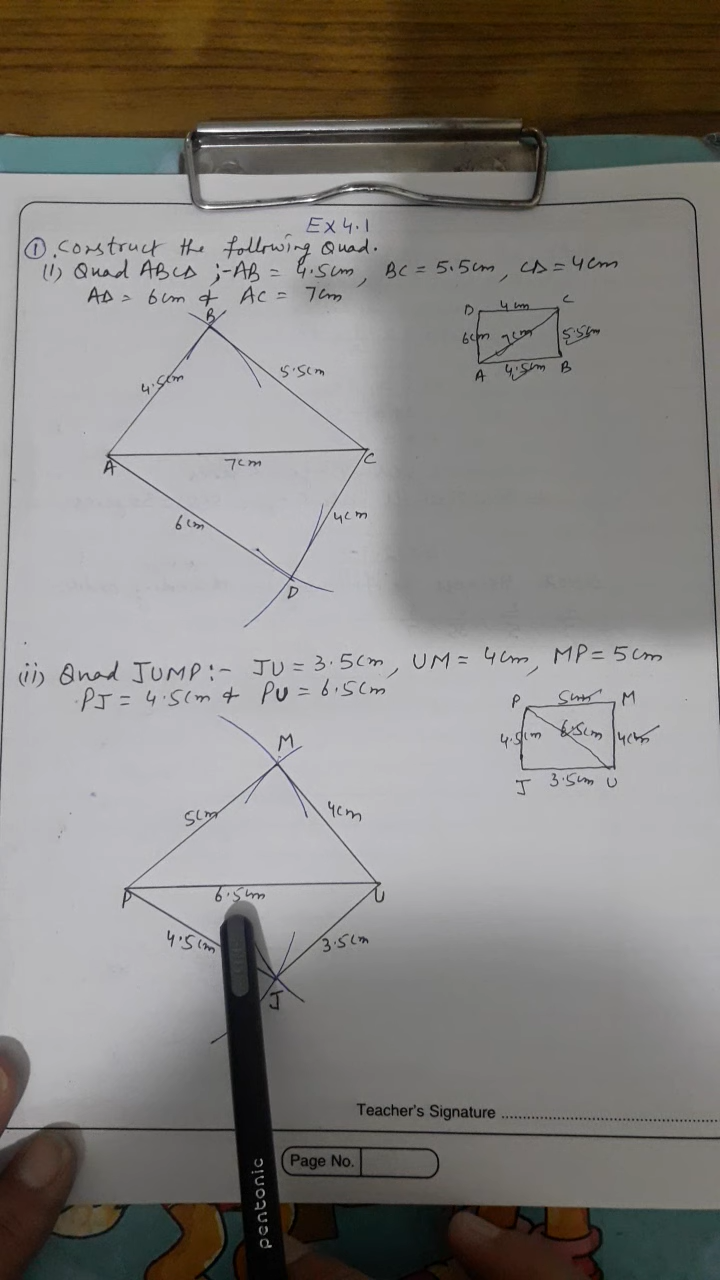 Ex 4.1
① Construct the following Quad.
(i) Quad ABCD ;- AB = 4.5cm, BC = 5.5cm, CD = 4cm
AD = 6cm & AC = 7cm
B
4.5cm
5.5cm
A
7cm
C
6cm
4cm
D
D
4cm
C
6cm
7cm
5.5cm
A
4.5cm
B
(ii) Quad JUMP :- JU = 3.5cm, UM = 4cm, MP = 5cm
PJ = 4.5cm & PU = 6.5cm
M
5cm
4cm
P
6.5cm
U
4.5cm
3.5cm
J
P
5cm
M
4.5cm
6.5cm
4cm
J
3.5cm
U
Teacher's Signature ................................................
Page No.
pentonic